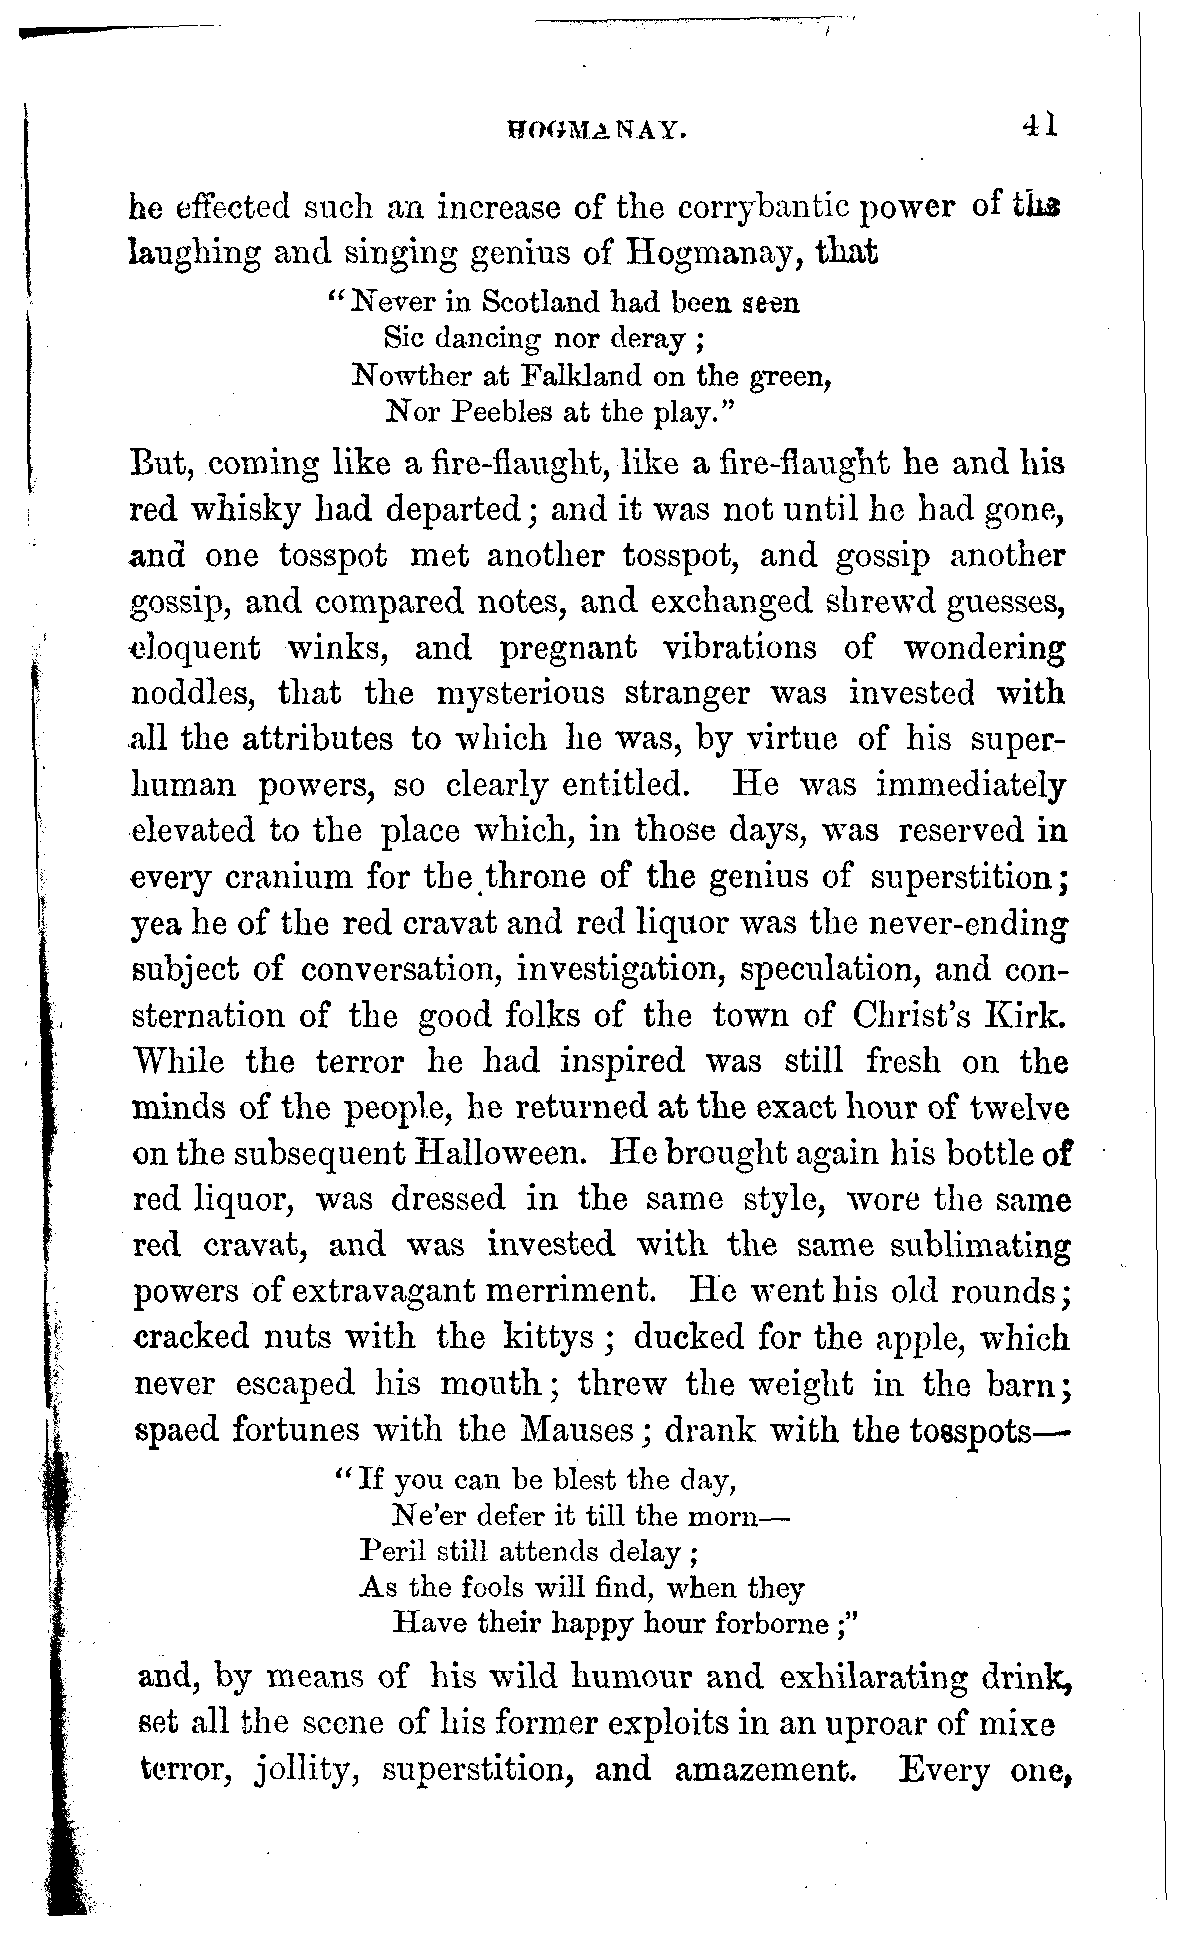 HOGMANAY. 41
he effected such an increase of the corrybantic power of the
laughing and singing genius of Hogmanay, that
“Never in Scotland had been seen
Sic dancing nor deray ;
Nowther at Falkland on the green,
Nor Peebles at the play.”
But, coming like a fire-flaught, like a fire-flaught he and his
red whisky had departed; and it was not until he had gone,
and one tosspot met another tosspot, and gossip another
gossip, and compared notes, and exchanged shrewd guesses,
eloquent winks, and pregnant vibrations of wondering
noddles, that the mysterious stranger was invested with
all the attributes to which he was, by virtue of his super-
human powers, so clearly entitled. He was immediately
elevated to the place which, in those days, was reserved in
every cranium for the throne of the genius of superstition;
yea he of the red cravat and red liquor was the never-ending
subject of conversation, investigation, speculation, and con-
sternation of the good folks of the town of Christ's Kirk.
While the terror he had inspired was still fresh on the
minds of the people, he returned at the exact hour of twelve
on the subsequent Halloween. He brought again his bottle of
red liquor, was dressed in the same style, wore the same
red cravat, and was invested with the same sublimating
powers of extravagant merriment. He went his old rounds;
cracked nuts with the kittys ; ducked for the apple, which
never escaped his mouth; threw the weight in the barn;
spaed fortunes with the Mauses; drank with the tosspots—
“If you can be blest the day,
Ne'er defer it till the morn—
Peril still attends delay ;
As the fools will find, when they
Have their happy hour forborne ;”
and, by means of his wild humour and exhilarating drink,
set all the scene of his former exploits in an uproar of mixe
terror, jollity, superstition, and amazement. Every one,